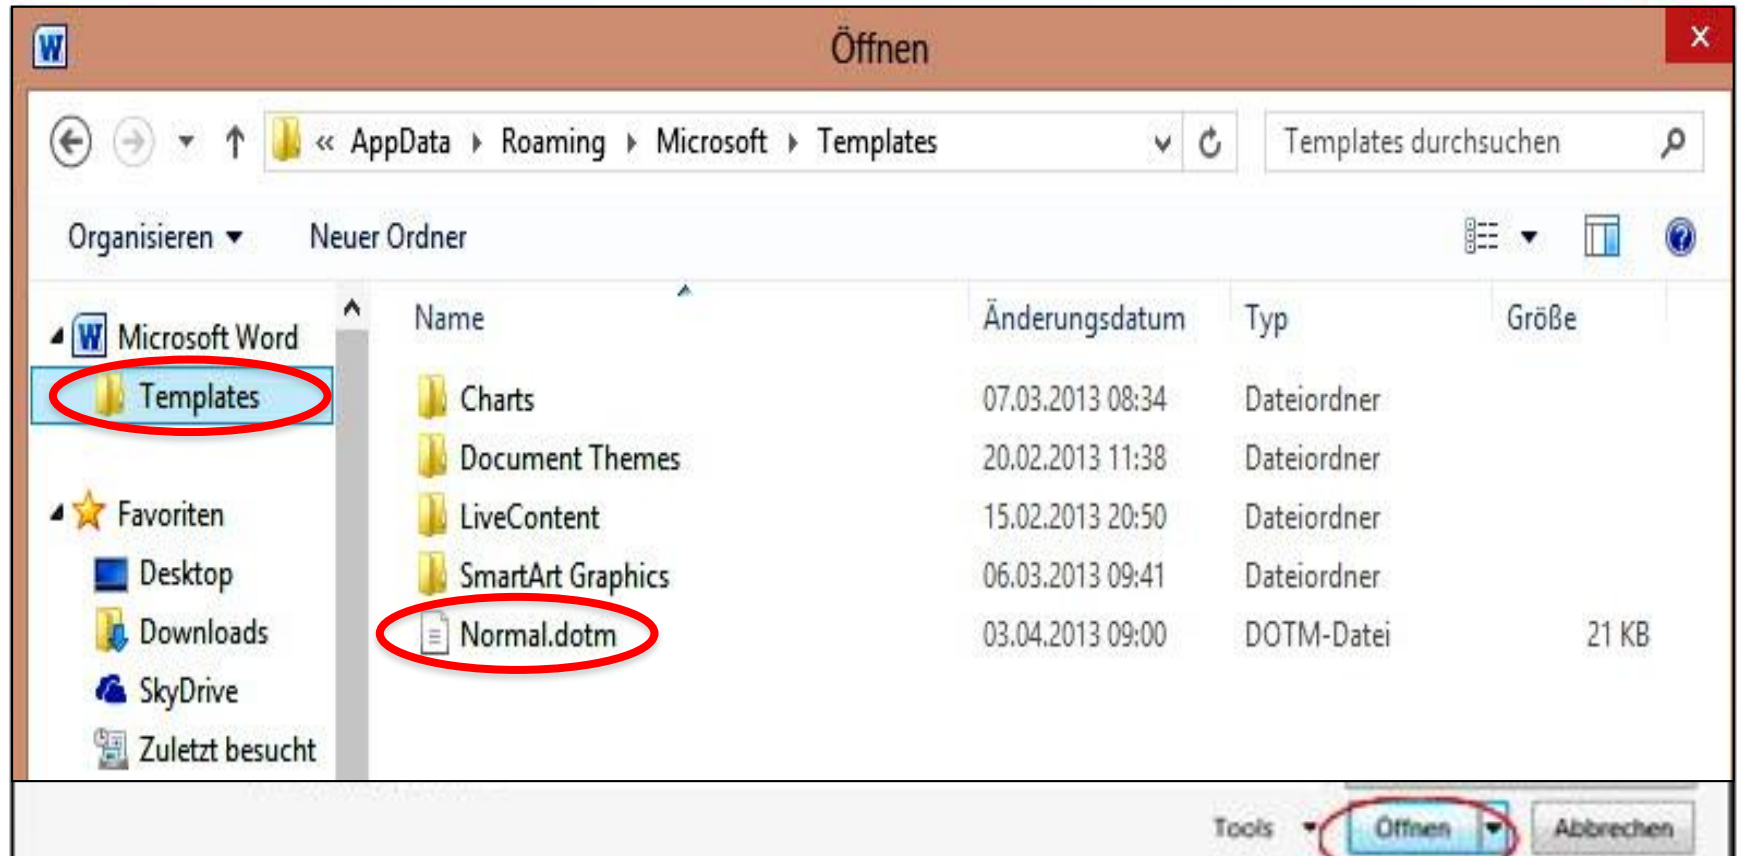 Öffnen
x
« AppData Roaming Microsoft Templates
Templates durchsuchen
Organisieren Neuer Ordner
Name Änderungsdatum Typ Größe
Microsoft Word
Templates
Favoriten
Desktop
Downloads
SkyDrive
Zuletzt besucht
Charts 07.03.2013 08:34 Dateiordner
Document Themes 20.02.2013 11:38 Dateiordner
LiveContent 15.02.2013 20:50 Dateiordner
SmartArt Graphics 06.03.2013 09:41 Dateiordner
Normal.dotm 03.04.2013 09:00 DOTM-Datei 21 KB
Tools Öffnen Abbrechen